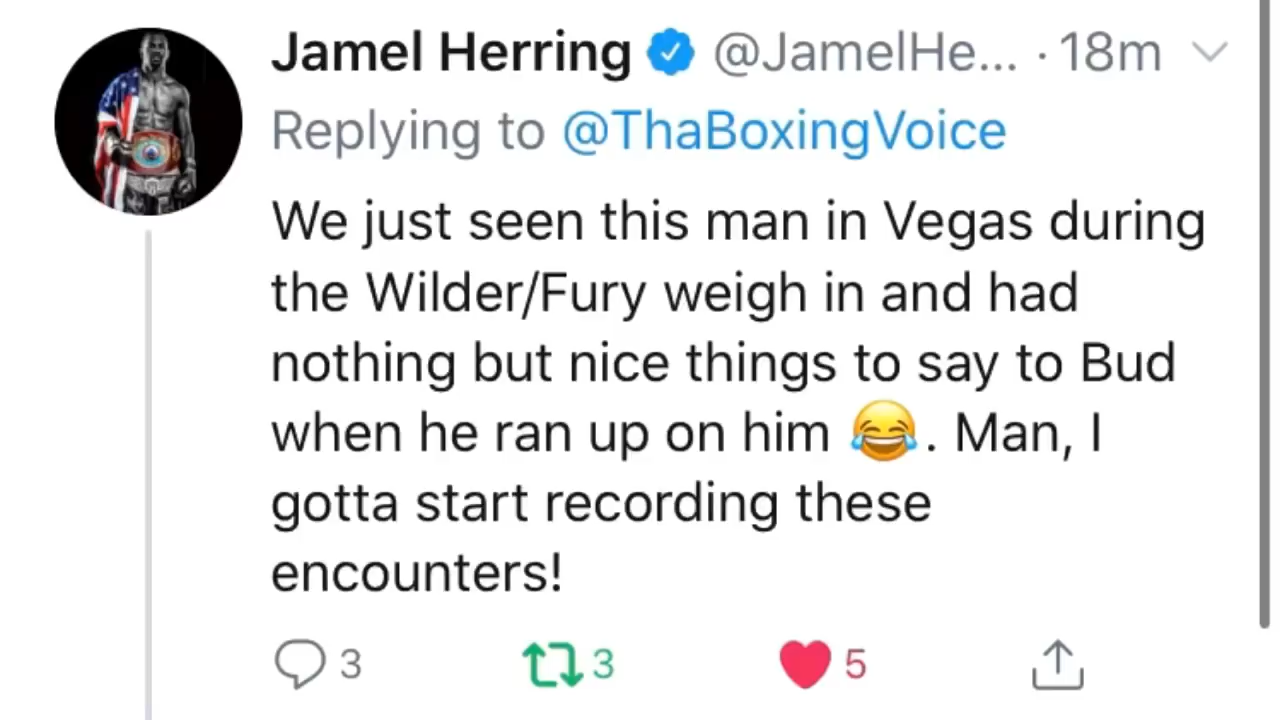 Jamel Herring @JamelHe... · 18m
Replying to @ThaBoxingVoice
We just seen this man in Vegas during
the Wilder/Fury weigh in and had
nothing but nice things to say to Bud
when he ran up on him 😂. Man, I
gotta start recording these
encounters!
3 3 5